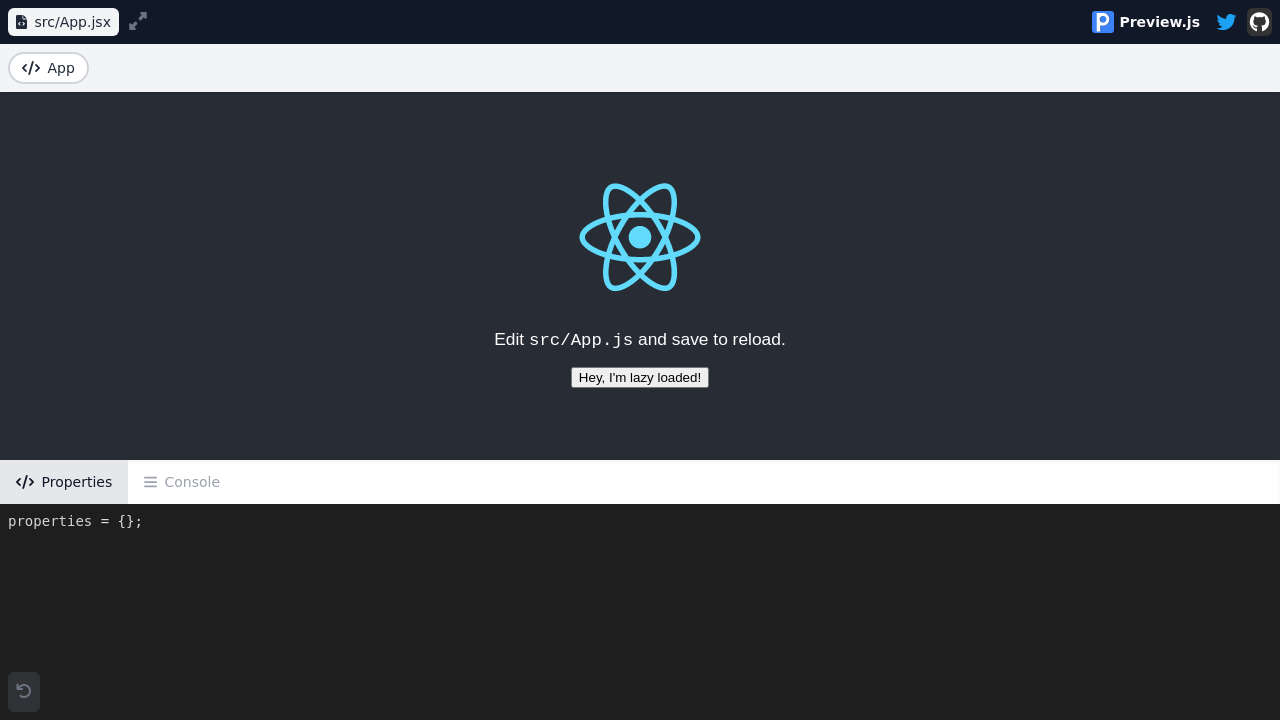 src/App.jsx
Preview.js
App
Edit src/App.js and save to reload.
Hey, I'm lazy loaded!
Properties
Console
properties = {};